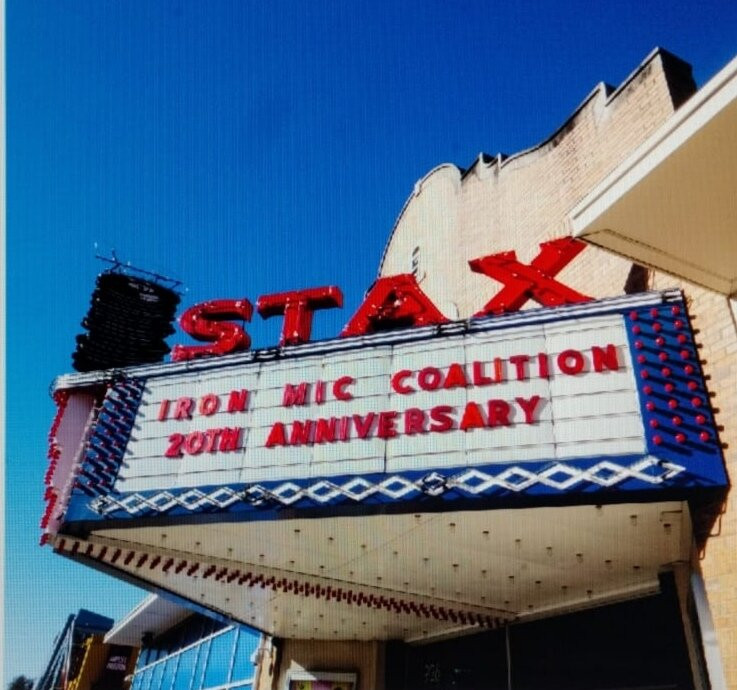 STAX
IRON MIC COALITION
20TH ANNIVERSARY